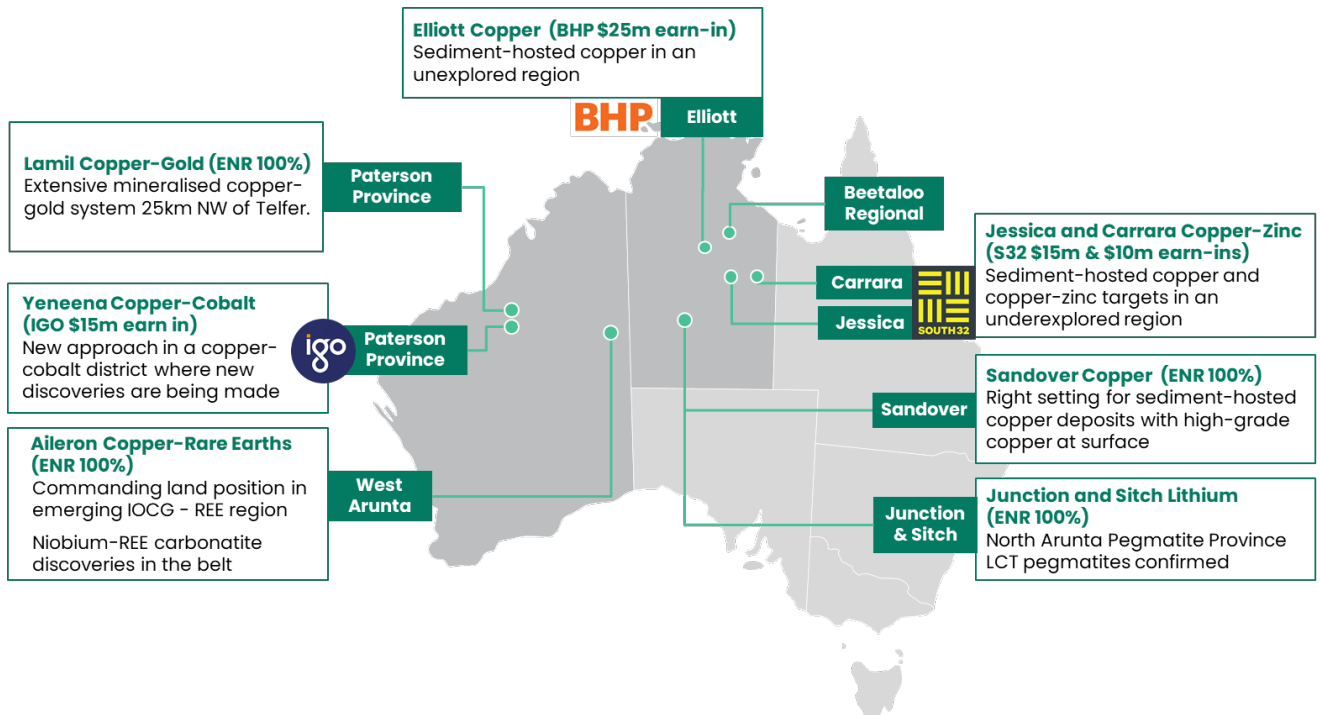 Elliott Copper (BHP $25m earn-in)
Sediment-hosted copper in an
unexplored region
BHP
Elliott
Lamil Copper-Gold (ENR 100%)
Extensive mineralised copper-
gold system 25km NW of Telfer.
Paterson
Province
Beetaloo
Regional
Jessica and Carrara Copper-Zinc
(S32 $15m & $10m earn-ins)
Sediment-hosted copper and
copper-zinc targets in an
underexplored region
Carrara
Jessica
SOUTH32
Yeneena Copper-Cobalt
(IGO $15m earn in)
New approach in a copper-
cobalt district where new
discoveries are being made
igo
Paterson
Province
Sandover Copper (ENR 100%)
Right setting for sediment-hosted
copper deposits with high-grade
copper at surface
Sandover
Aileron Copper-Rare Earths
(ENR 100%)
Commanding land position in
emerging IOCG - REE region
Niobium-REE carbonatite
discoveries in the belt
West
Arunta
Junction
& Sitch
Junction and Sitch Lithium
(ENR 100%)
North Arunta Pegmatite Province
LCT pegmatites confirmed